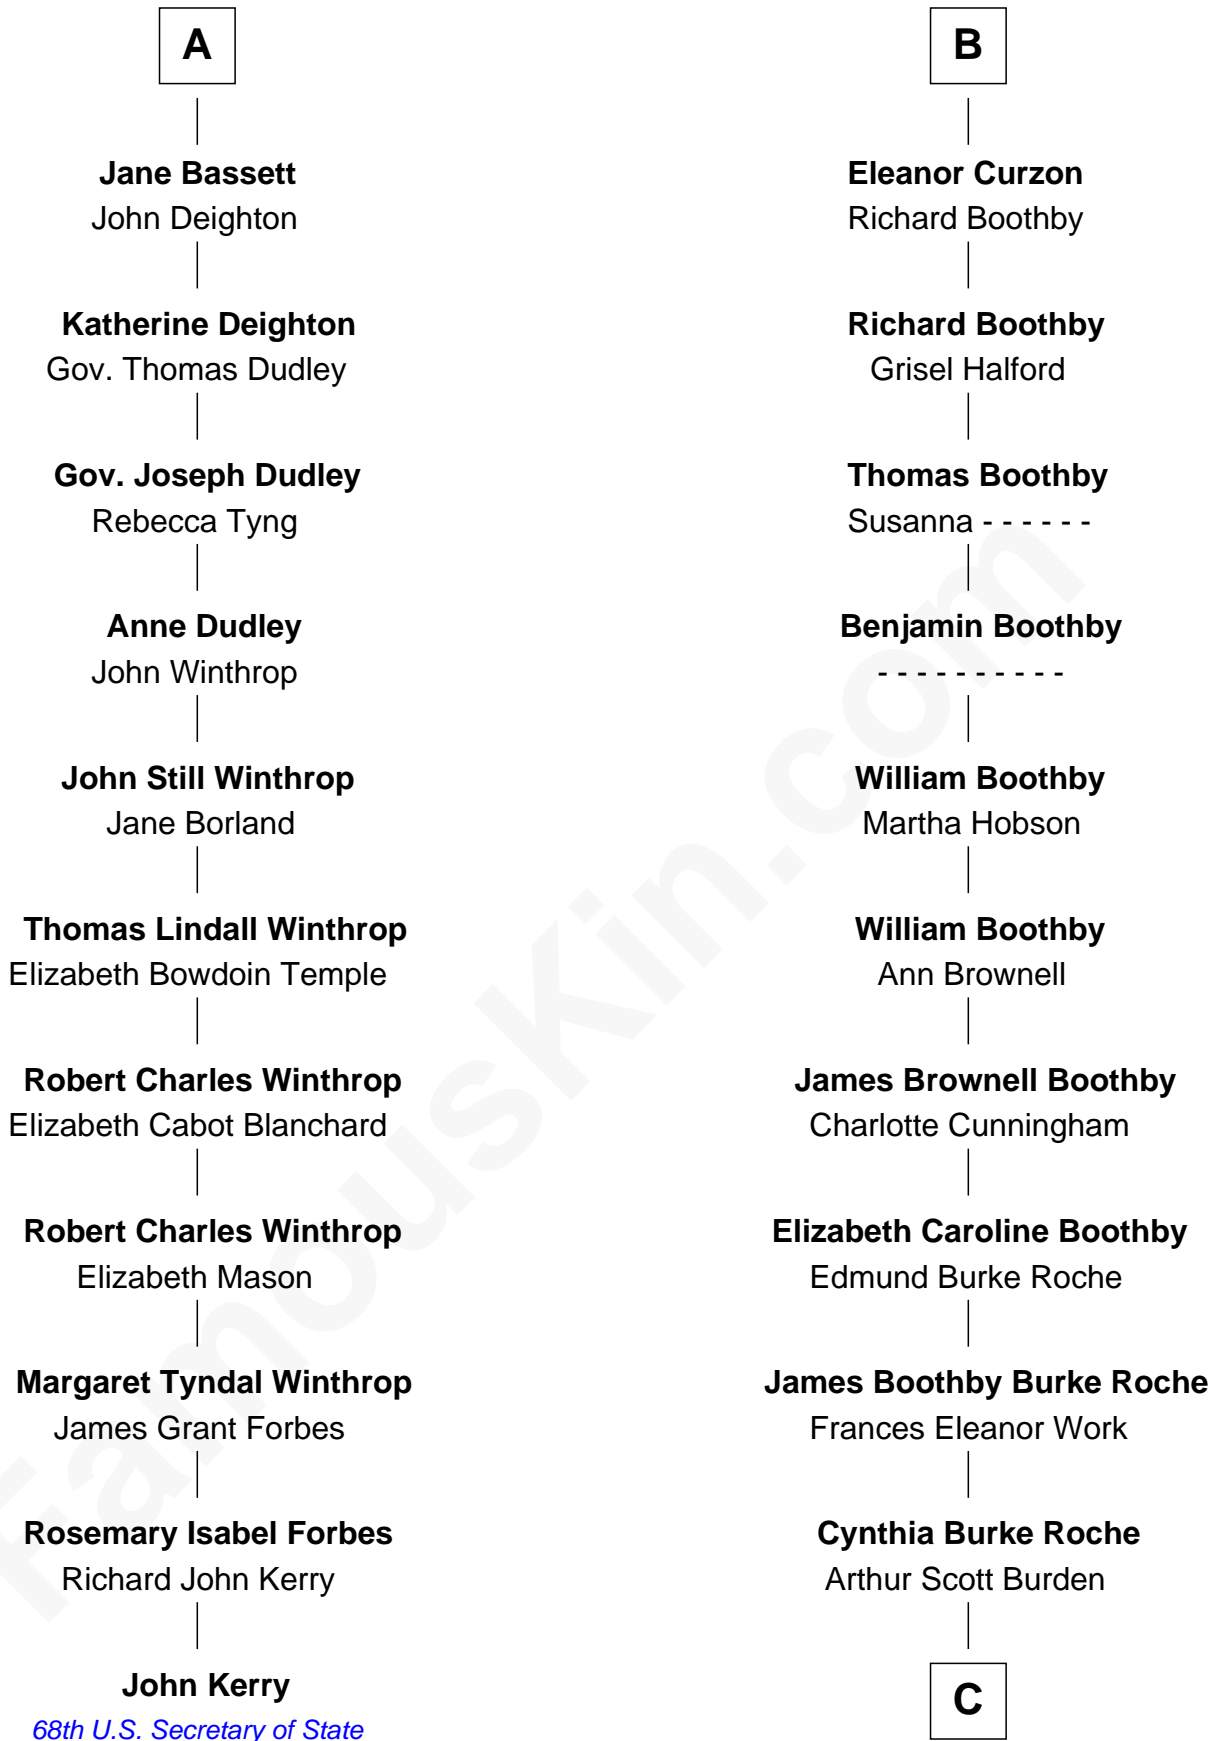 A
Jane Bassett
John Deighton
Katherine Deighton
Gov. Thomas Dudley
Gov. Joseph Dudley
Rebecca Tyng
Anne Dudley
John Winthrop
John Still Winthrop
Jane Borland
Thomas Lindall Winthrop
Elizabeth Bowdoin Temple
Robert Charles Winthrop
Elizabeth Cabot Blanchard
Robert Charles Winthrop
Elizabeth Mason
Margaret Tyndal Winthrop
James Grant Forbes
Rosemary Isabel Forbes
Richard John Kerry
John Kerry
68th U.S. Secretary of State
B
Eleanor Curzon
Richard Boothby
Richard Boothby
Grisel Halford
Thomas Boothby
Susanna - - - - - -
Benjamin Boothby
- - - - - - - - - -
William Boothby
Martha Hobson
William Boothby
Ann Brownell
James Brownell Boothby
Charlotte Cunningham
Elizabeth Caroline Boothby
Edmund Burke Roche
James Boothby Burke Roche
Frances Eleanor Work
Cynthia Burke Roche
Arthur Scott Burden
C
FamousKin.com